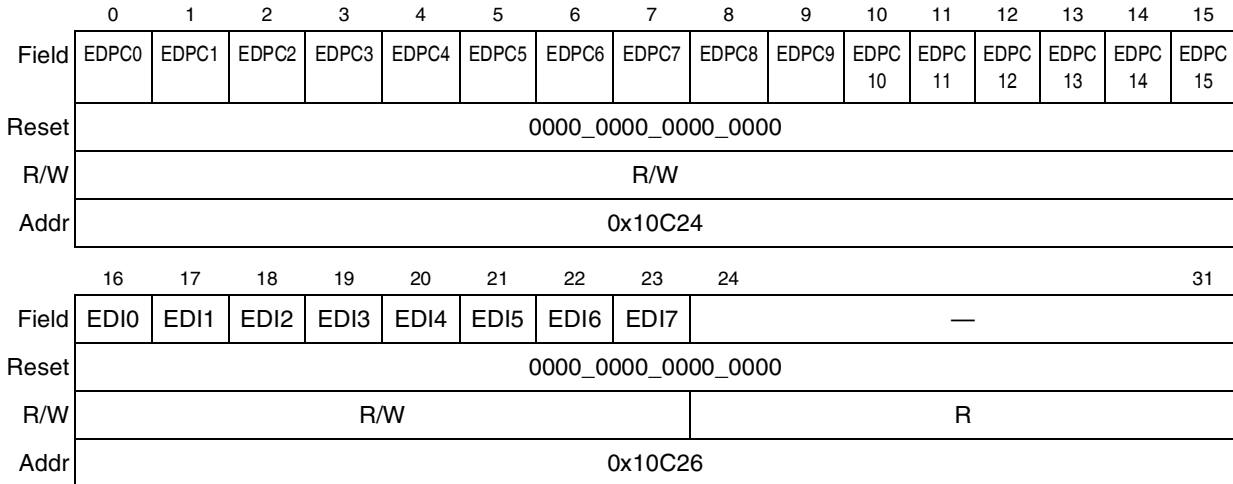 0 1 2 3 4 5 6 7 8 9 10 11 12 13 14 15
Field EDPC0 EDPC1 EDPC2 EDPC3 EDPC4 EDPC5 EDPC6 EDPC7 EDPC8 EDPC9 EDPC 10 EDPC 11 EDPC 12 EDPC 13 EDPC 14 EDPC 15
Reset 0000_0000_0000_0000
R/W R/W
Addr 0x10C24
16 17 18 19 20 21 22 23 24 31
Field EDI0 EDI1 EDI2 EDI3 EDI4 EDI5 EDI6 EDI7 —
Reset 0000_0000_0000_0000
R/W R/W R
Addr 0x10C26